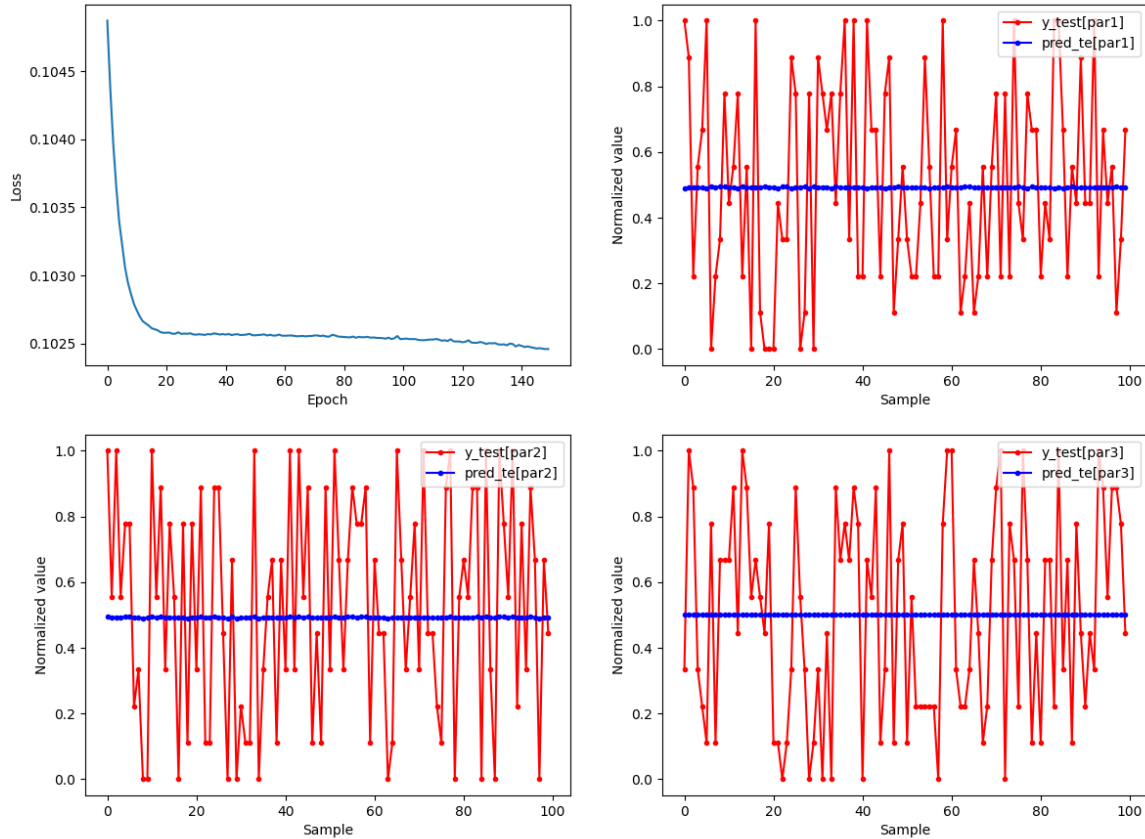 0.1045
0.1040
0.1035
0.1030
0.1025
Loss
0 20 40 60 80 100 120 140
Epoch
y_test[par1]
pred_te[par1]
1.0
0.8
0.6
0.4
0.2
0.0
Normalized value
0 20 40 60 80 100
Sample
y_test[par2]
pred_te[par2]
1.0
0.8
0.6
0.4
0.2
0.0
Normalized value
0 20 40 60 80 100
Sample
y_test[par3]
pred_te[par3]
1.0
0.8
0.6
0.4
0.2
0.0
Normalized value
0 20 40 60 80 100
Sample